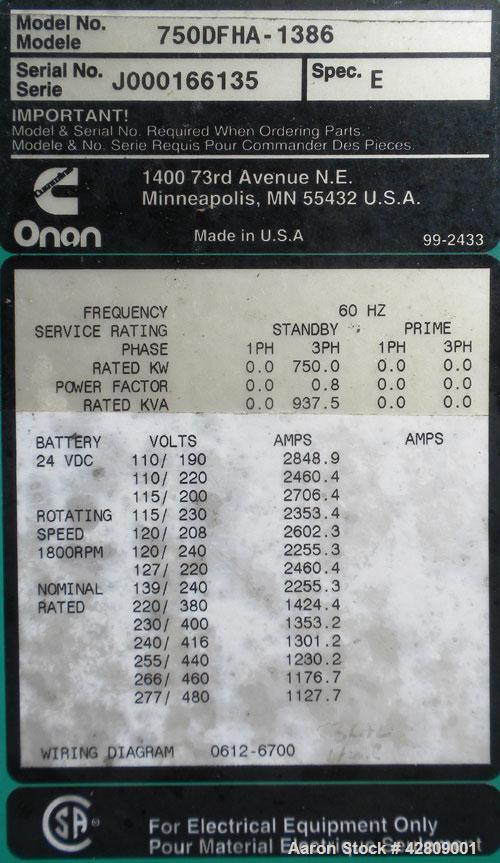 Model No. 750DFHA-1386
Modele
Serial No. J000166135 Spec. E
Serie
IMPORTANT!
Model & Serial No. Required When Ordering Parts.
Modele & No. Serie Requis Pour Commander Des Pieces.
Cummins
Onan
1400 73rd Avenue N.E.
Minneapolis, MN 55432 U.S.A.
Made in U.S.A 99-2433
FREQUENCY 60 HZ
SERVICE RATING STANDBY PRIME
PHASE 1PH 3PH 1PH 3PH
RATED KW 0.0 750.0 0.0 0.0
POWER FACTOR 0.0 0.8 0.0 0.0
RATED KVA 0.0 937.5 0.0 0.0
BATTERY VOLTS AMPS AMPS
24 VDC 110/ 190 2848.9
110/ 220 2460.4
115/ 200 2706.4
ROTATING 115/ 230 2353.4
SPEED 120/ 208 2602.3
1800RPM 120/ 240 2255.3
127/ 220 2460.4
NOMINAL 139/ 240 2255.3
RATED 220/ 380 1424.4
230/ 400 1353.2
240/ 416 1301.2
255/ 440 1230.2
266/ 460 1176.7
277/ 480 1127.7
WIRING DIAGRAM 0612-6700
SA ®
For Electrical Equipment Only
Pour Material Electrique Seulement
Aaron Stock # 42809001